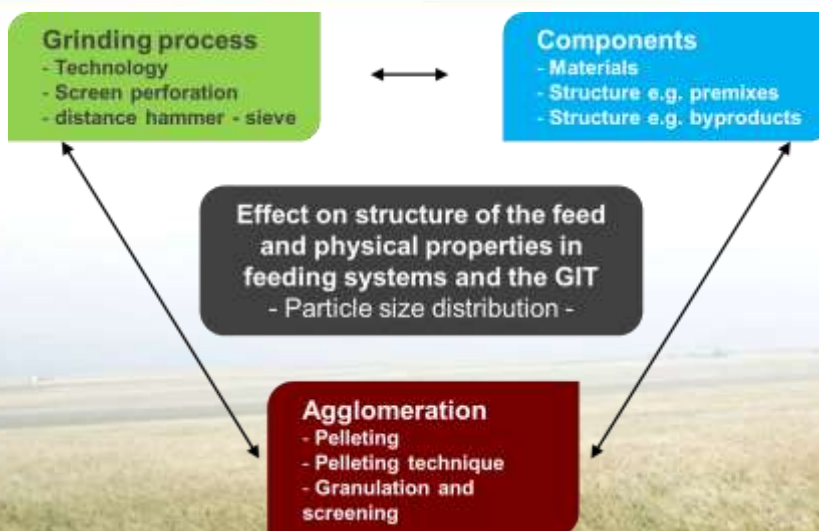 Grinding process
- Technology
- Screen perforation
- distance hammer - sieve
Components
- Materials
- Structure e.g. premixes
- Structure e.g. byproducts
Effect on structure of the feed
and physical properties in
feeding systems and the GIT
- Particle size distribution -
Agglomeration
- Pelleting
- Pelleting technique
- Granulation and
screening